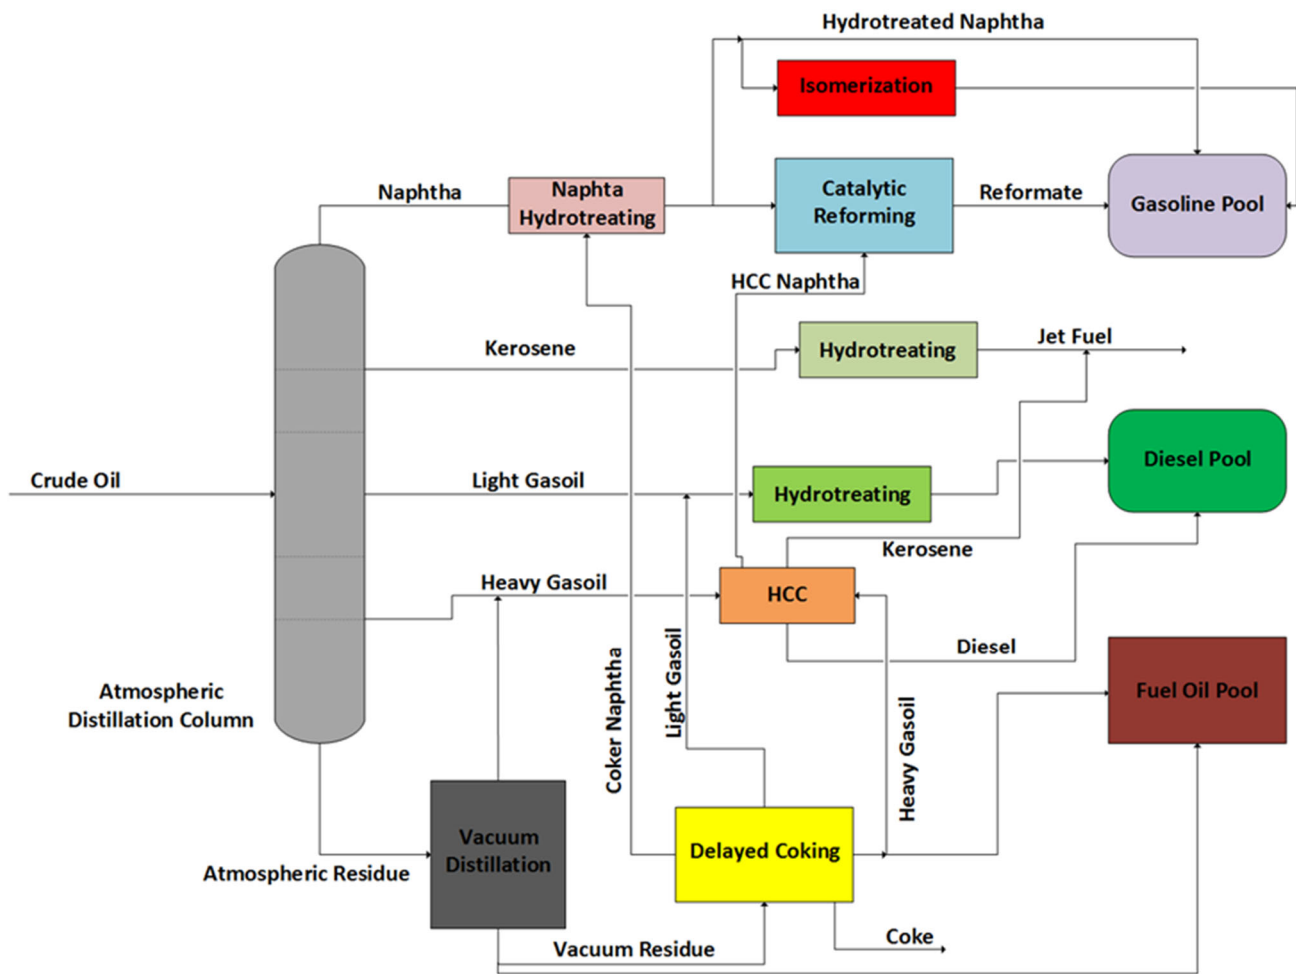 Hydrotreated Naphtha
Isomerization
Naphtha
Naphta
Hydrotreating
Catalytic
Reforming
Reformate
Gasoline Pool
HCC Naphtha
Kerosene
Hydrotreating
Jet Fuel
Crude Oil
Light Gasoil
Hydrotreating
Diesel Pool
Kerosene
Heavy Gasoil
HCC
Diesel
Coker Naphtha
Light Gasoil
Heavy Gasoil
Fuel Oil Pool
Atmospheric
Distillation Column
Vacuum
Distillation
Delayed Coking
Atmospheric Residue
Vacuum Residue
Coke